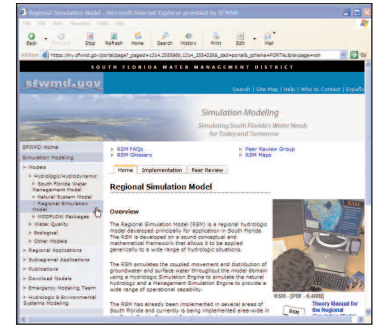 Regional Simulation Model - Microsoft Internet Explorer provided by SFWMD
Back
Stop
Refresh
Home
Search
History
Print
Edit
Mail
Go
SOUTH FLORIDA WATER MANAGEMENT DISTRICT
sfwmd.gov
Search | Site Map | Help | Who to Contact | Español
Simulation Modeling
Simulating South Florida's Water Needs
for Today and Tomorrow
SFWMD Home
Simulation Modeling
Models
Hydrologic/Hydrodynamic
South Florida Water
Management Model
Natural System Model
Regional Simulation
Model
MODFLOW Packages
Water Quality
Ecological
Other Models
Regional Applications
Subregional Applications
Publications
Download Models
Emergency Modeling Team
Hydrologic & Environmental
Systems Modeling
RSM FAQs
RSM Glossary
Peer Review Group
RSM Maps
Home
Implementation
Peer Review
Regional Simulation Model
Overview
The Regional Simulation Model (RSM) is a regional hydrologic
model developed principally for application in South Florida.
The RSM is developed on a sound conceptual and
mathematical framework that allows it to be applied
generically to a wide range of hydrologic situations.
The RSM simulates the coupled movement and distribution of
groundwater and surface water throughout the model domain
using a Hydrologic Simulation Engine to simulate the natural
hydrology and a Management Simulation Engine to provide a
wide range of operational capability.
The RSM has already been implemented in several areas of
South Florida and currently is being implemented area-wide in
RSM - [PDF - 6.4MB]
RSM
Theory Manual for
the Regional